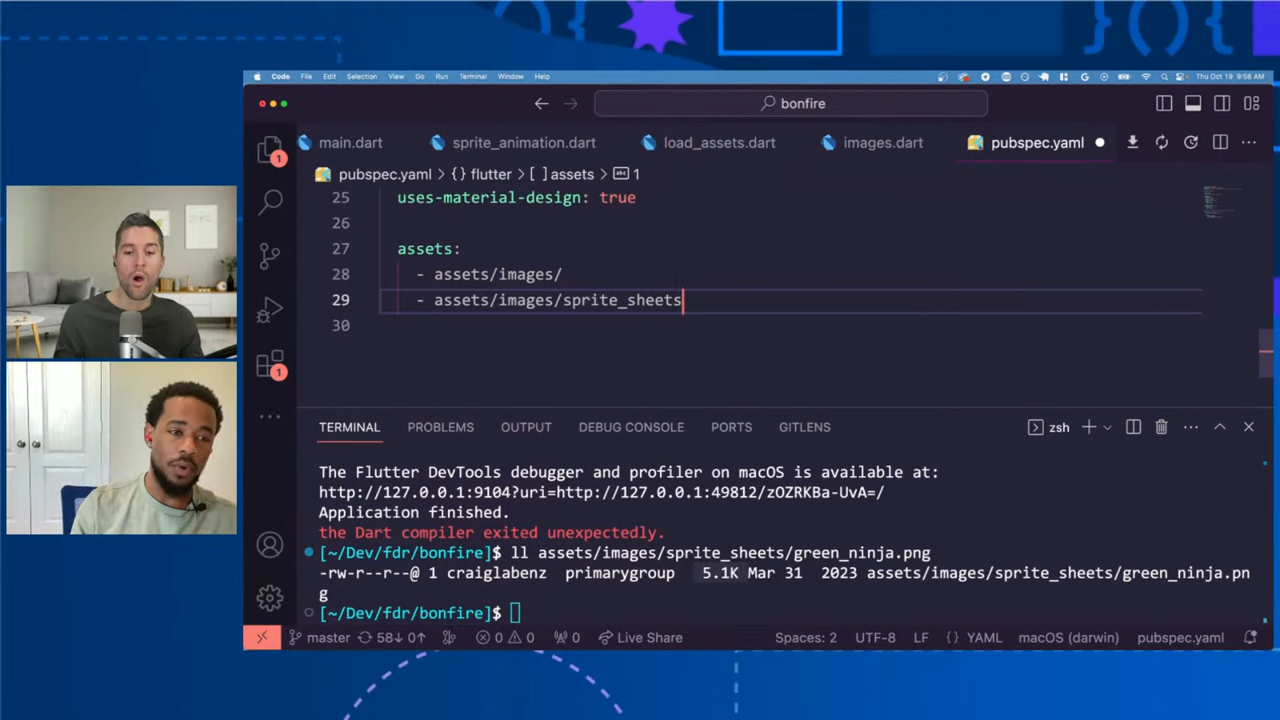 Code File Edit Selection View Go Run Terminal Window Help Thu Oct 19 9:58 AM
bonfire
main.dart sprite_animation.dart load_assets.dart images.dart pubspec.yaml
pubspec.yaml > {} flutter > [ ] assets > abc 1
25 uses-material-design: true
26
27 assets:
28 - assets/images/
29 - assets/images/sprite_sheets
30
1
1
TERMINAL PROBLEMS OUTPUT DEBUG CONSOLE PORTS GITLENS zsh
The Flutter DevTools debugger and profiler on macOS is available at:
http://127.0.0.1:9104?uri=http://127.0.0.1:49812/zOZRKBa-UvA=/
Application finished.
the Dart compiler exited unexpectedly.
[~/Dev/fdr/bonfire]$ ll assets/images/sprite_sheets/green_ninja.png
-rw-r--r--@ 1 craiglabenz primarygroup 5.1K Mar 31 2023 assets/images/sprite_sheets/green_ninja.pn
g
[~/Dev/fdr/bonfire]$
master 58↓ 0↑ 0 0 0 Live Share Spaces: 2 UTF-8 LF {} YAML macOS (darwin) pubspec.yaml